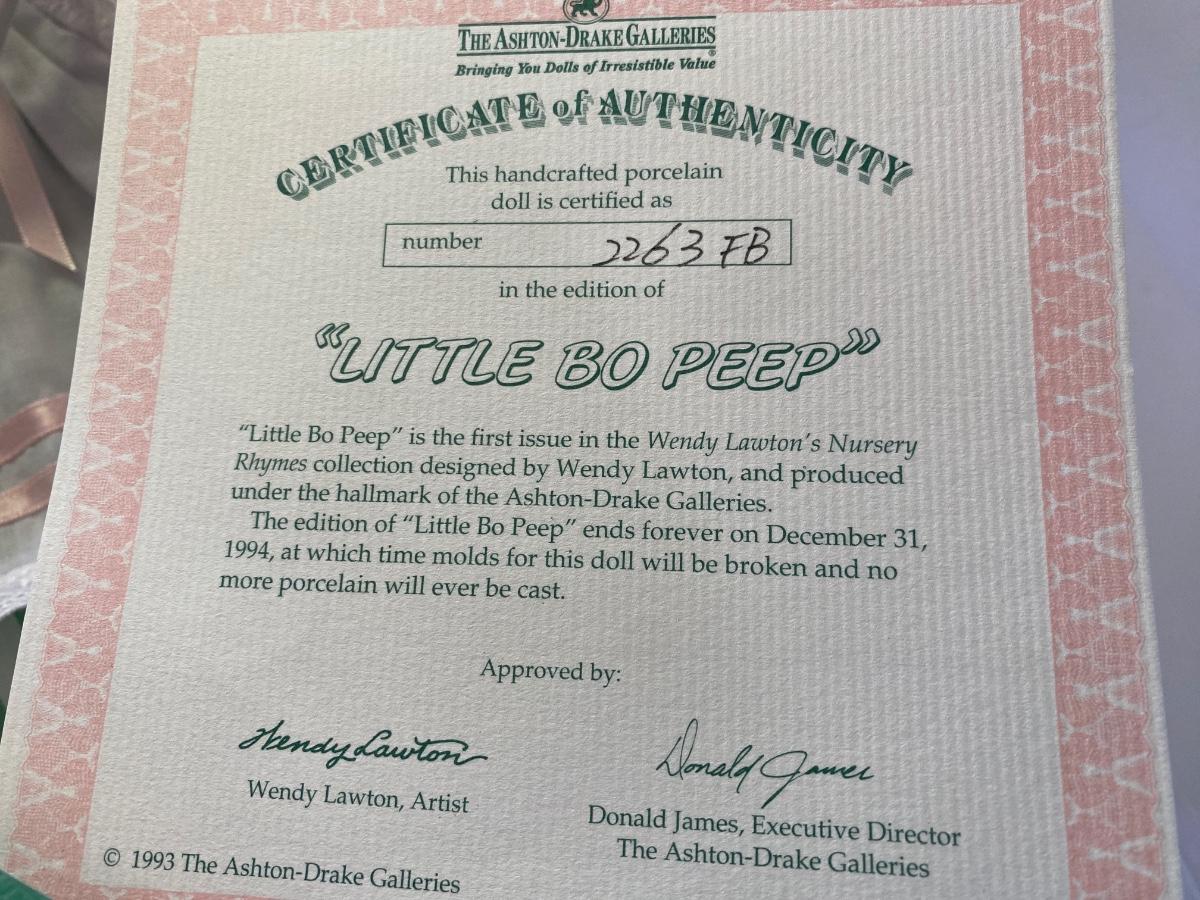 THE ASHTON-DRAKE GALLERIES
Bringing You Dolls of Irresistible Value®
CERTIFICATE of AUTHENTICITY
This handcrafted porcelain
doll is certified as
number 2263 FB
in the edition of
"LITTLE BO PEEP"
"Little Bo Peep" is the first issue in the Wendy Lawton's Nursery
Rhymes collection designed by Wendy Lawton, and produced
under the hallmark of the Ashton-Drake Galleries.
The edition of "Little Bo Peep" ends forever on December 31,
1994, at which time molds for this doll will be broken and no
more porcelain will ever be cast.
Approved by:
Wendy Lawton
Wendy Lawton, Artist
Donald James
Donald James, Executive Director
The Ashton-Drake Galleries
© 1993 The Ashton-Drake Galleries